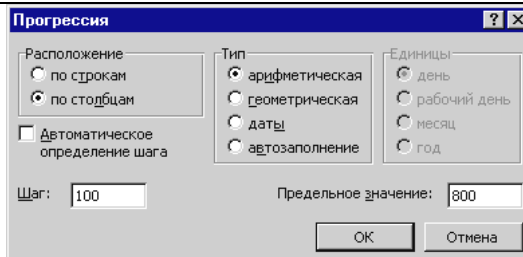 Прогрессия
Расположение
по строкам
по столбцам
Автоматическое
определение шага
Тип
арифметическая
геометрическая
даты
автозаполнение
Единицы
день
рабочий день
месяц
год
Шаг: 100
Предельное значение: 800
ОК
Отмена